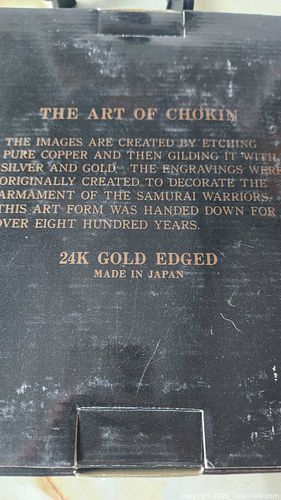 THE ART OF CHOKIN
THE IMAGES ARE CREATED BY ETCHING
PURE COPPER AND THEN GILDING IT WITH
SILVER AND GOLD. THE ENGRAVINGS WERE
ORIGINALLY CREATED TO DECORATE THE
ARMAMENT OF THE SAMURAI WARRIORS.
THIS ART FORM WAS HANDED DOWN FOR
OVER EIGHT HUNDRED YEARS.
24K GOLD EDGED
MADE IN JAPAN